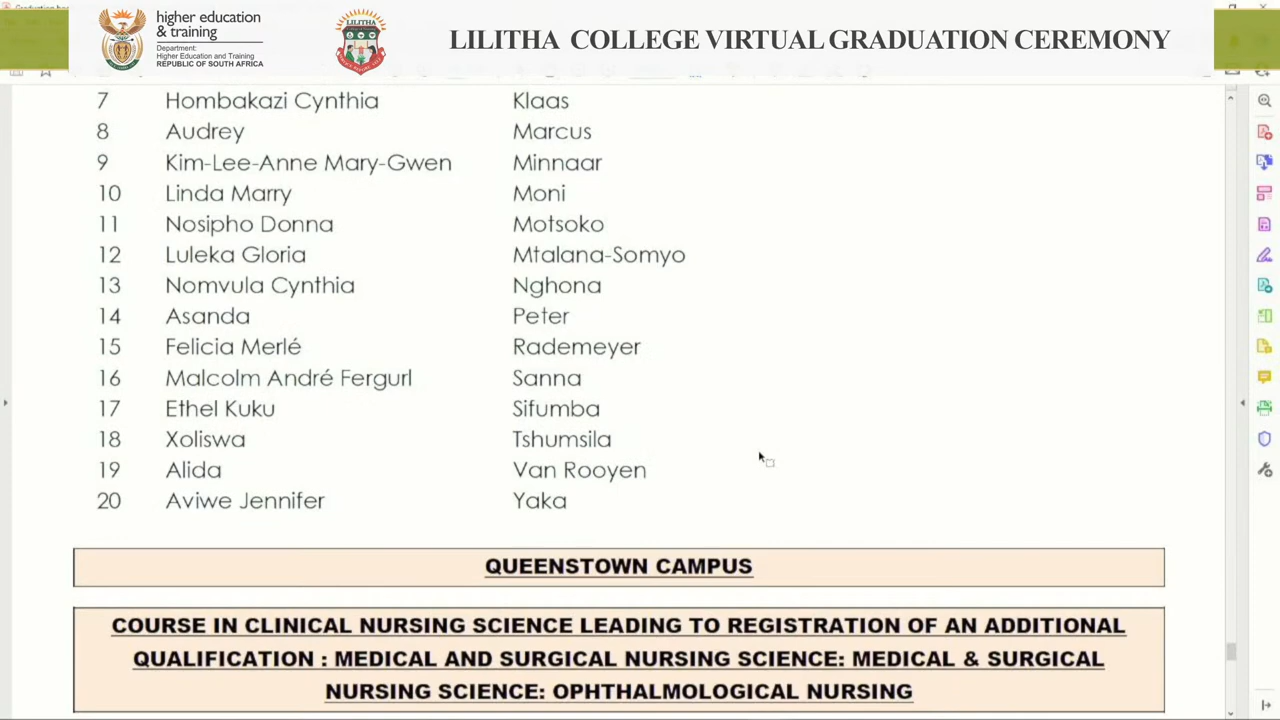 higher education
& training
Department:
Higher Education and Training
REPUBLIC OF SOUTH AFRICA
LILITHA
LILITHA COLLEGE VIRTUAL GRADUATION CEREMONY
7 Hombakazi Cynthia Klaas
8 Audrey Marcus
9 Kim-Lee-Anne Mary-Gwen Minnaar
10 Linda Marry Moni
11 Nosipho Donna Motsoko
12 Luleka Gloria Mtalana-Somyo
13 Nomvula Cynthia Nghona
14 Asanda Peter
15 Felicia Merlé Rademeyer
16 Malcolm André Fergurl Sanna
17 Ethel Kuku Sifumba
18 Xoliswa Tshumsila
19 Alida Van Rooyen
20 Aviwe Jennifer Yaka
QUEENSTOWN CAMPUS
COURSE IN CLINICAL NURSING SCIENCE LEADING TO REGISTRATION OF AN ADDITIONAL
QUALIFICATION : MEDICAL AND SURGICAL NURSING SCIENCE: MEDICAL & SURGICAL
NURSING SCIENCE: OPHTHALMOLOGICAL NURSING